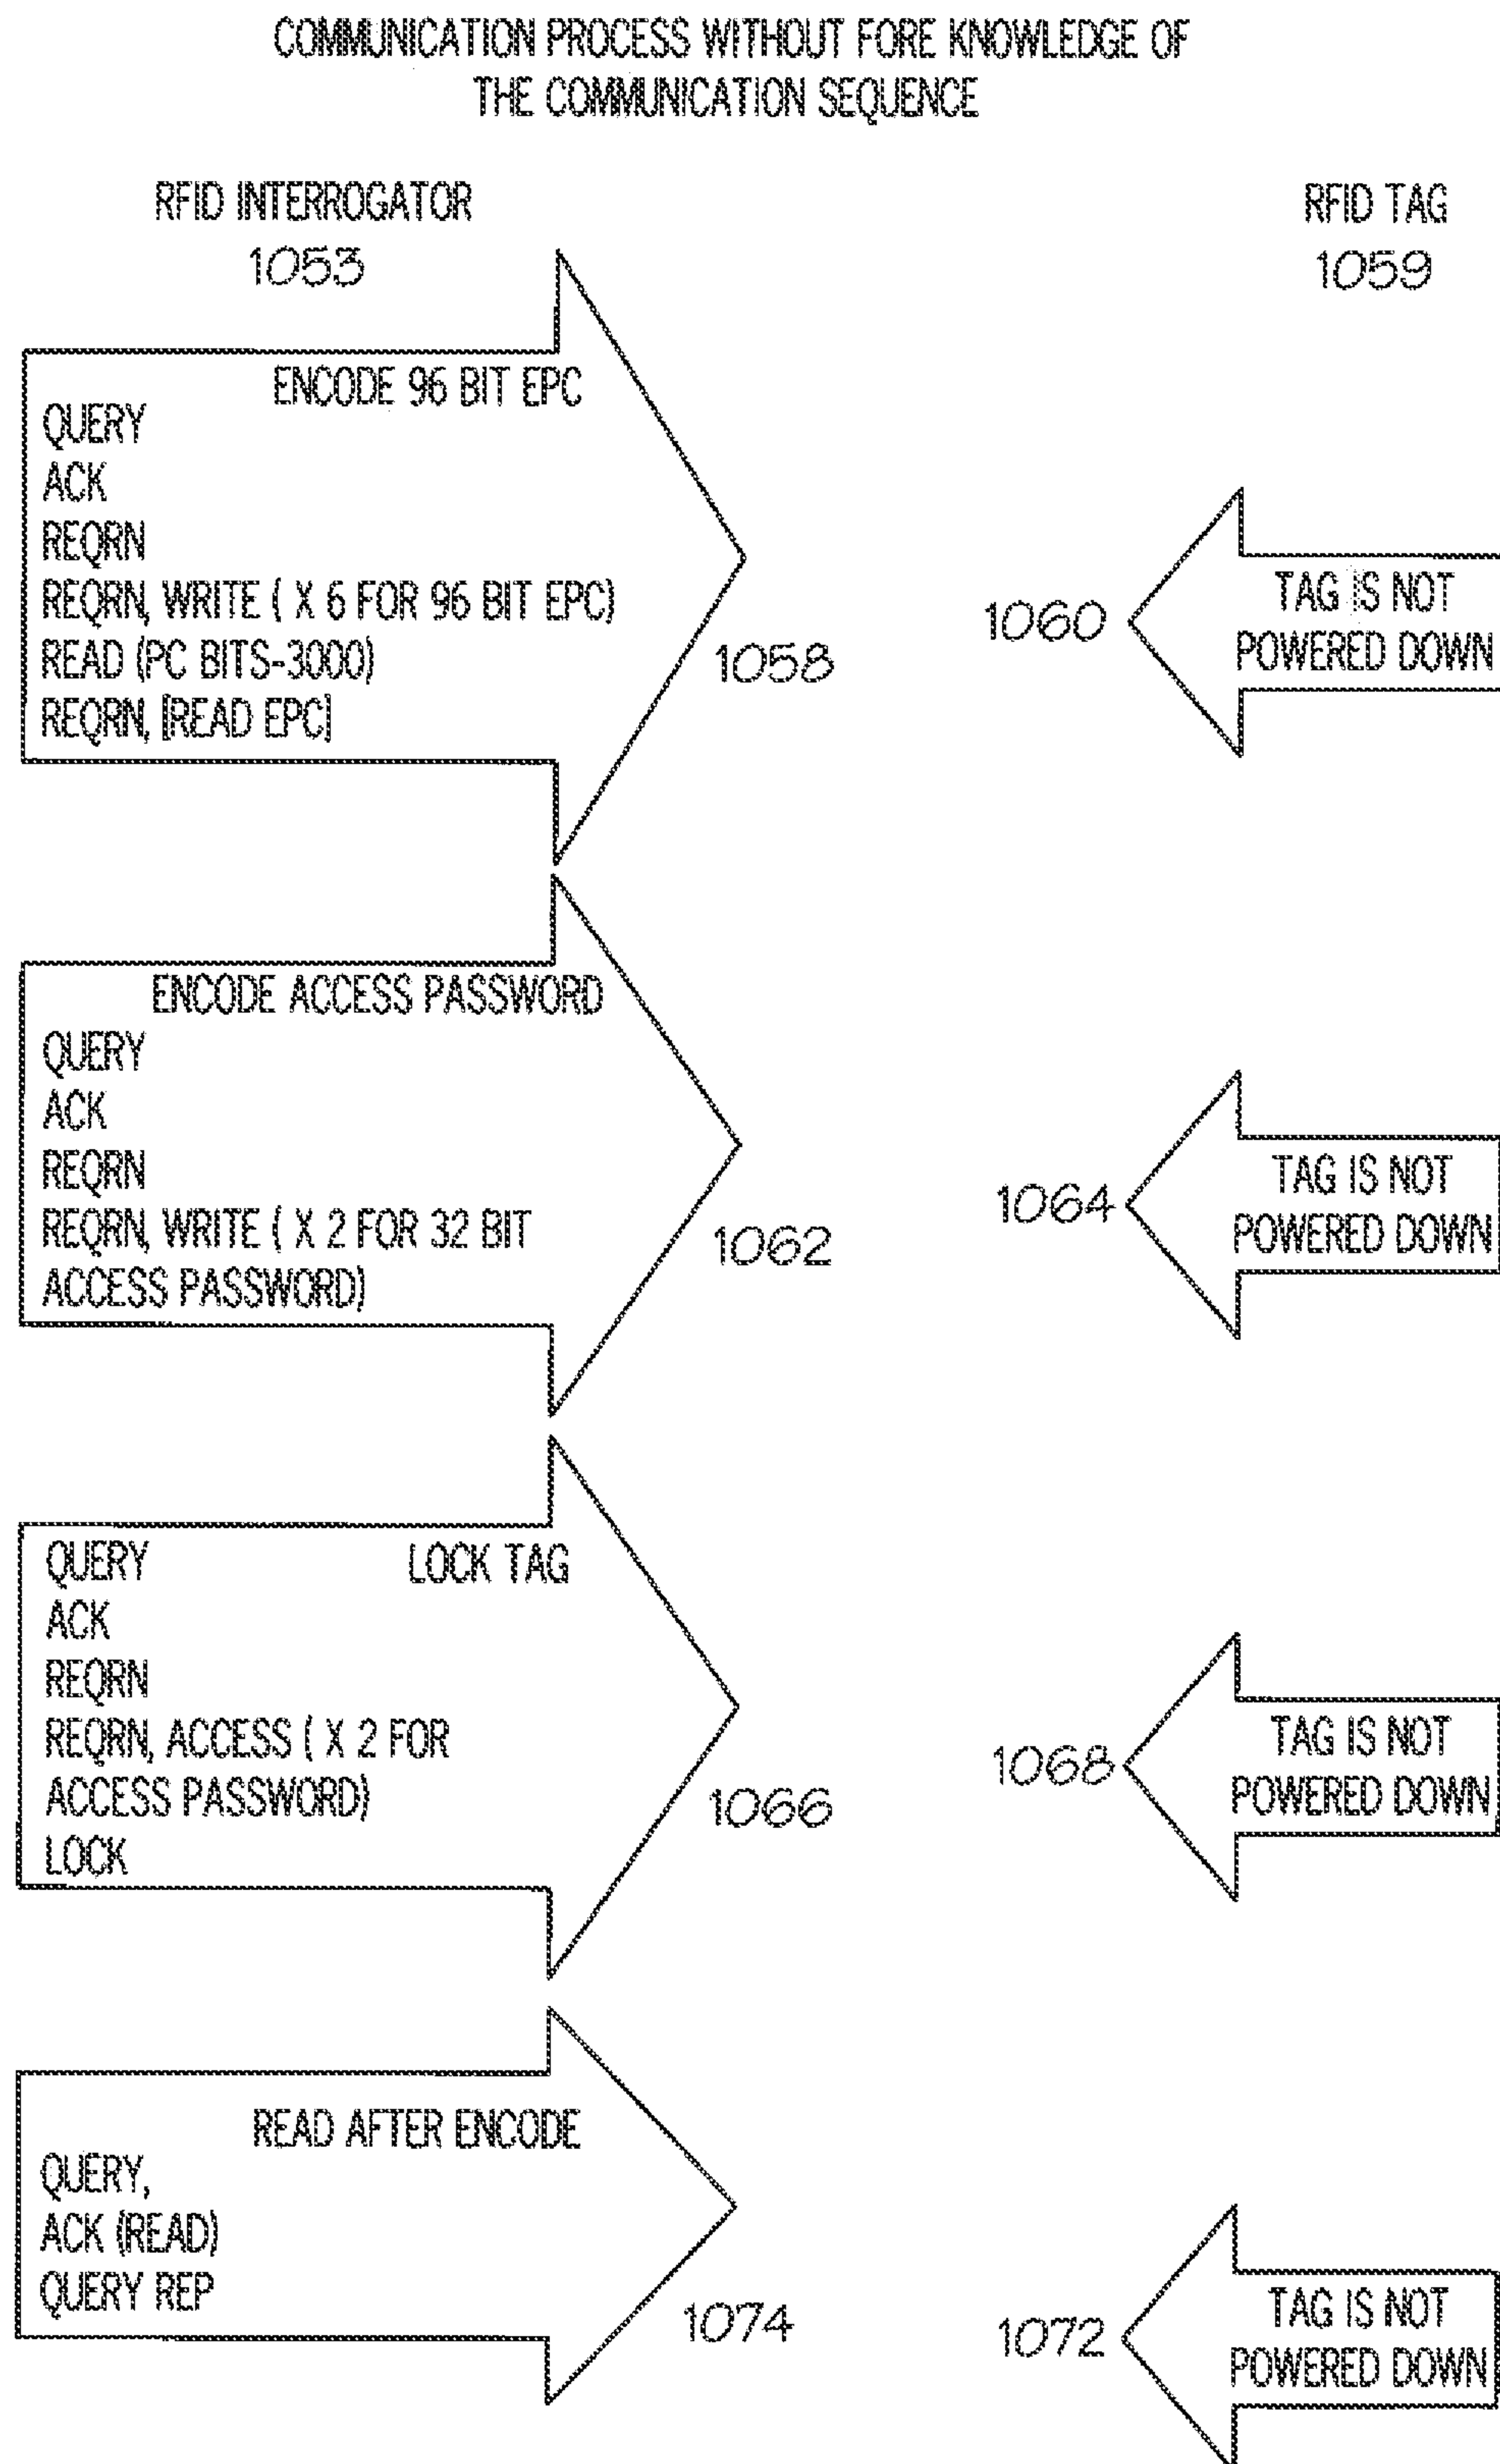 COMMUNICATION PROCESS WITHOUT FORE KNOWLEDGE OF
THE COMMUNICATION SEQUENCE
RFID INTERROGATOR
1053
RFID TAG
1059
ENCODE 96 BIT EPC
QUERY
ACK
REQRN
REQRN, WRITE ( X 6 FOR 96 BIT EPC)
READ (PC BITS-3000)
REQRN, [READ EPC]
1058
1060
TAG IS NOT
POWERED DOWN
ENCODE ACCESS PASSWORD
QUERY
ACK
REQRN
REQRN, WRITE ( X 2 FOR 32 BIT
ACCESS PASSWORD)
1062
1064
TAG IS NOT
POWERED DOWN
LOCK TAG
QUERY
ACK
REQRN
REQRN, ACCESS ( X 2 FOR
ACCESS PASSWORD)
LOCK
1066
1068
TAG IS NOT
POWERED DOWN
READ AFTER ENCODE
QUERY,
ACK (READ)
QUERY REP
1074
1072
TAG IS NOT
POWERED DOWN